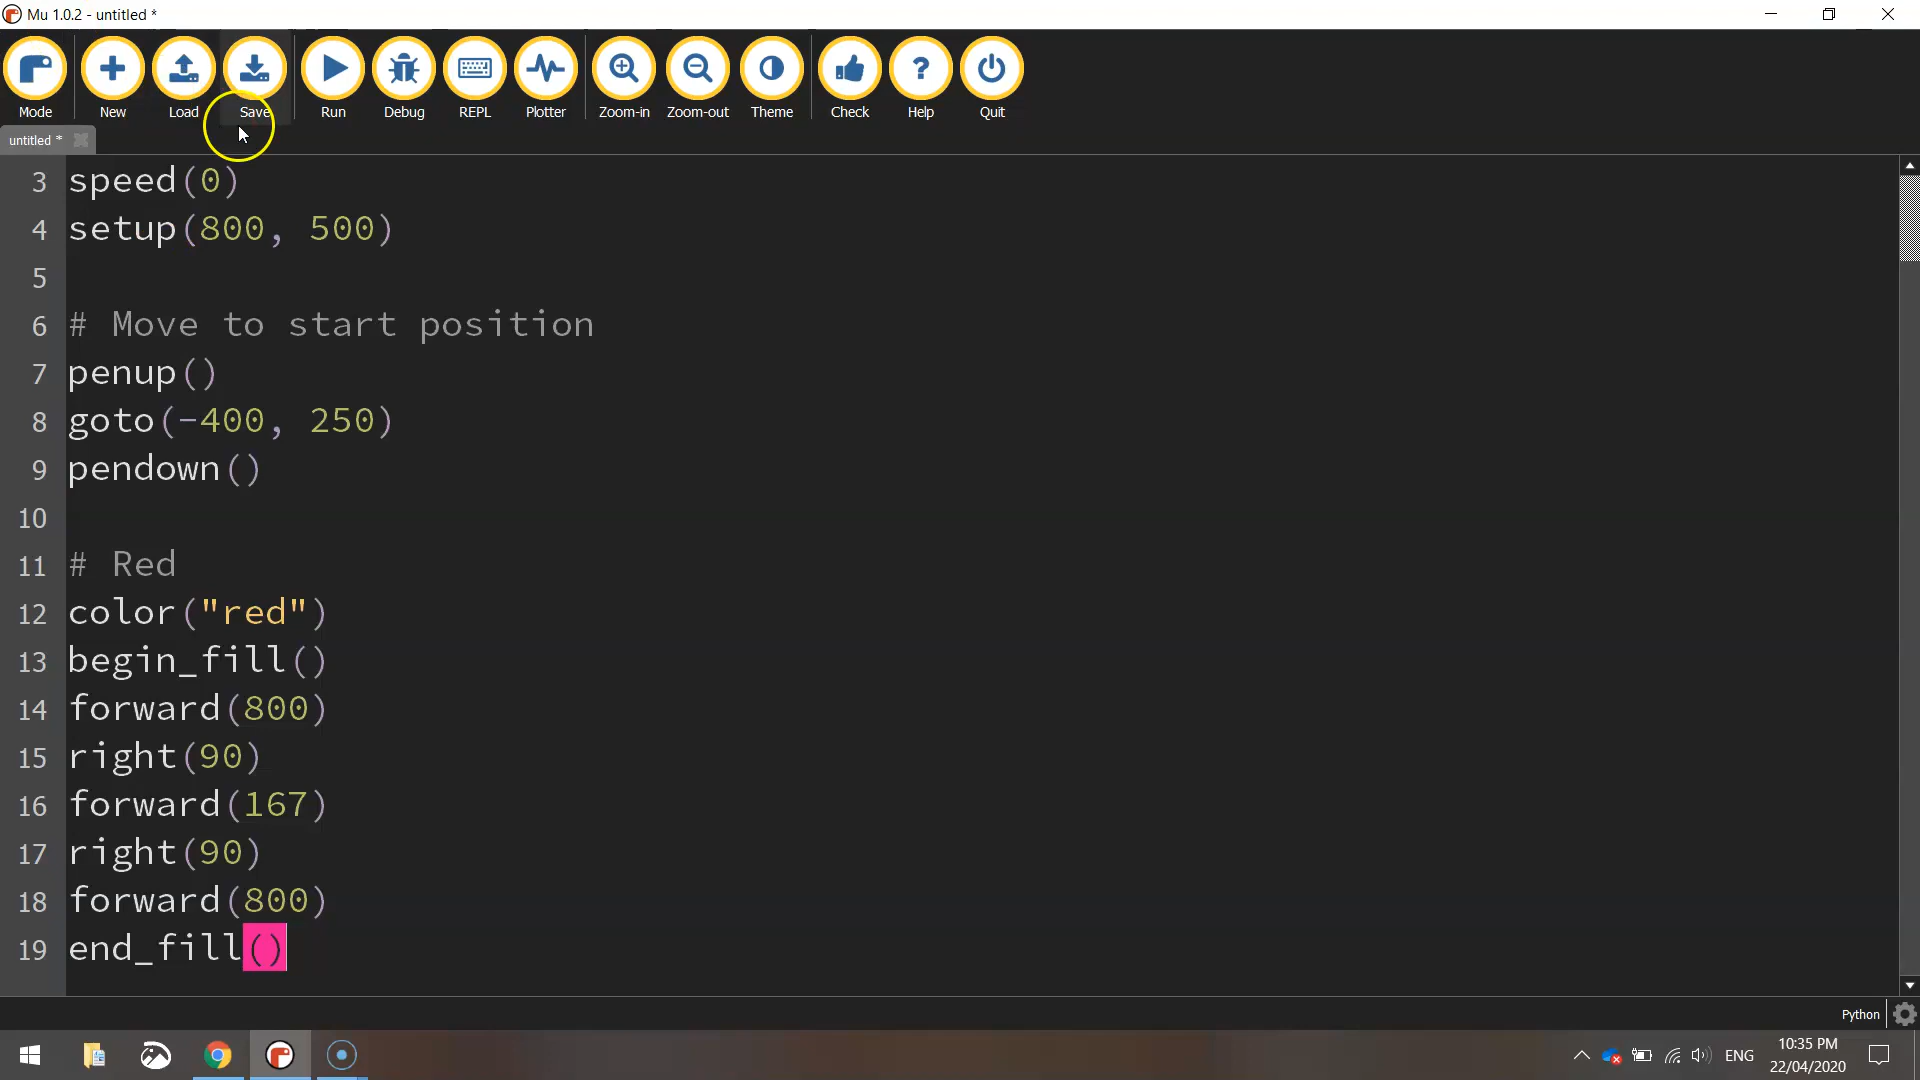 Mu 1.0.2 - untitled *
Mode New Load Save Run Debug REPL Plotter Zoom-in Zoom-out Theme Check Help Quit
untitled *
3 speed(0)
4 setup(800, 500)
5
6 # Move to start position
7 penup()
8 goto(-400, 250)
9 pendown()
10
11 # Red
12 color("red")
13 begin_fill()
14 forward(800)
15 right(90)
16 forward(167)
17 right(90)
18 forward(800)
19 end_fill()
Python
ENG
10:35 PM
22/04/2020